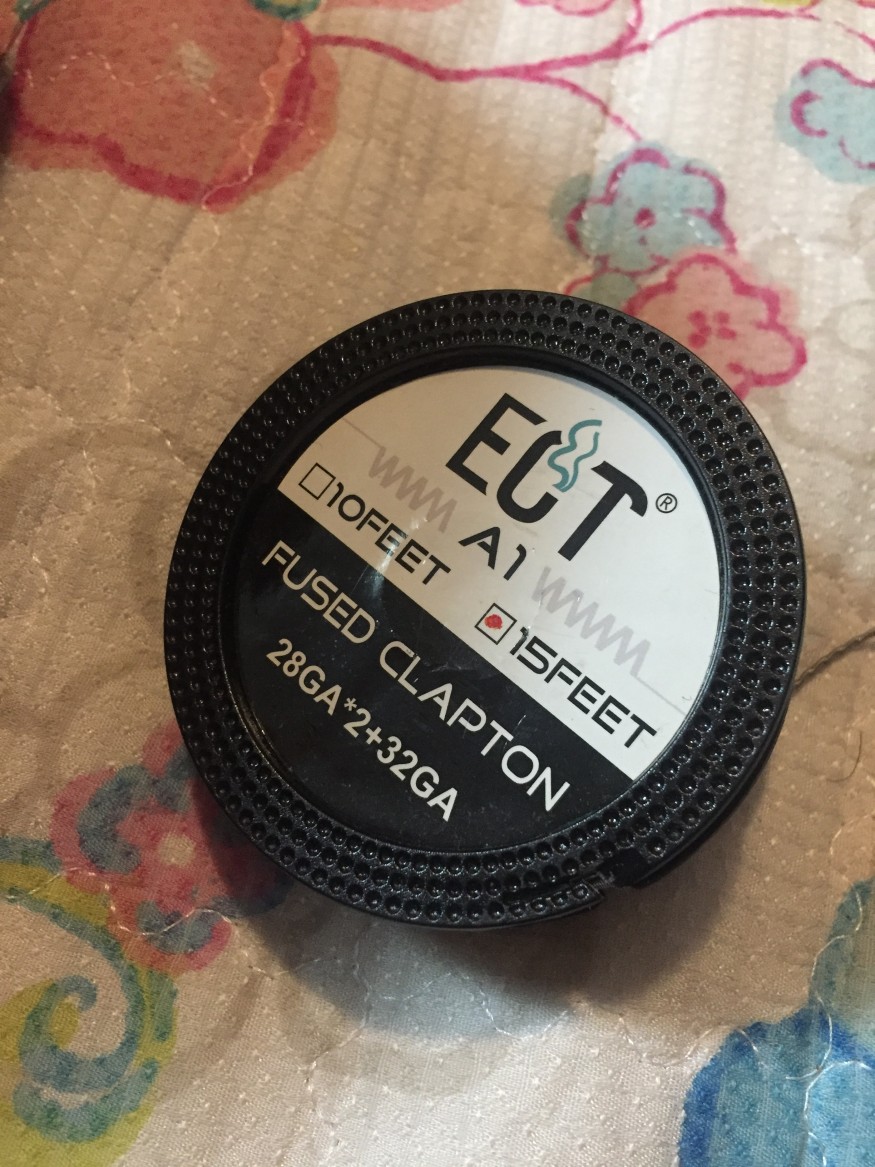 ECT®
A1
10FEET
15FEET
FUSED CLAPTON
28GA*2+32GA